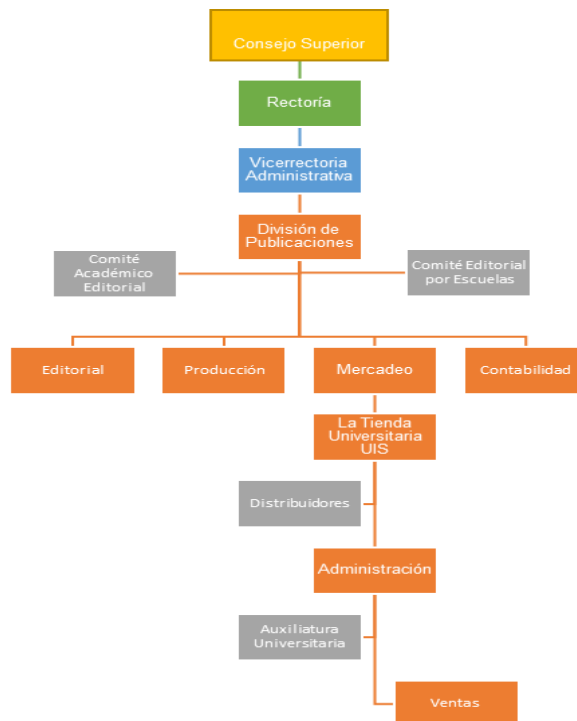 Consejo Superior
Rectoría
Vicerrectoria
Administrativa
División de
Publicaciones
Comité
Académico
Editorial
Comité Editorial
por Escuelas
Editorial
Producción
Mercadeo
Contabilidad
La Tienda
Universitaria
UIS
Distribuidores
Administración
Auxiliatura
Universitaria
Ventas